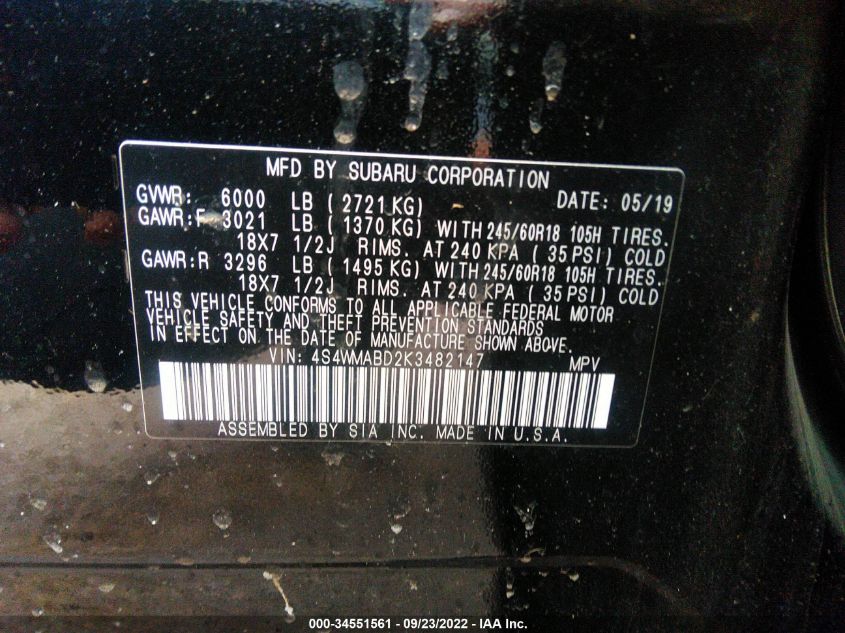 MFD BY SUBARU CORPORATION DATE: 05/19
GVWR: 6000 LB ( 2721 KG)
GAWR:F 3021 LB ( 1370 KG) WITH 245/60R18 105H TIRES.
18X7 1/2J RIMS. AT 240 KPA ( 35 PSI) COLD
GAWR:R 3296 LB ( 1495 KG) WITH 245/60R18 105H TIRES.
18X7 1/2J RIMS. AT 240 KPA ( 35 PSI) COLD
THIS VEHICLE CONFORMS TO ALL APPLICABLE FEDERAL MOTOR
VEHICLE SAFETY AND THEFT PREVENTION STANDARDS
IN EFFECT ON THE DATE OF MANUFACTURE SHOWN ABOVE.
VIN: 4S4WMABD2K3482147 MPV
ASSEMBLED BY SIA INC. MADE IN U.S.A.
000-34551561 - 09/23/2022 - IAA Inc.